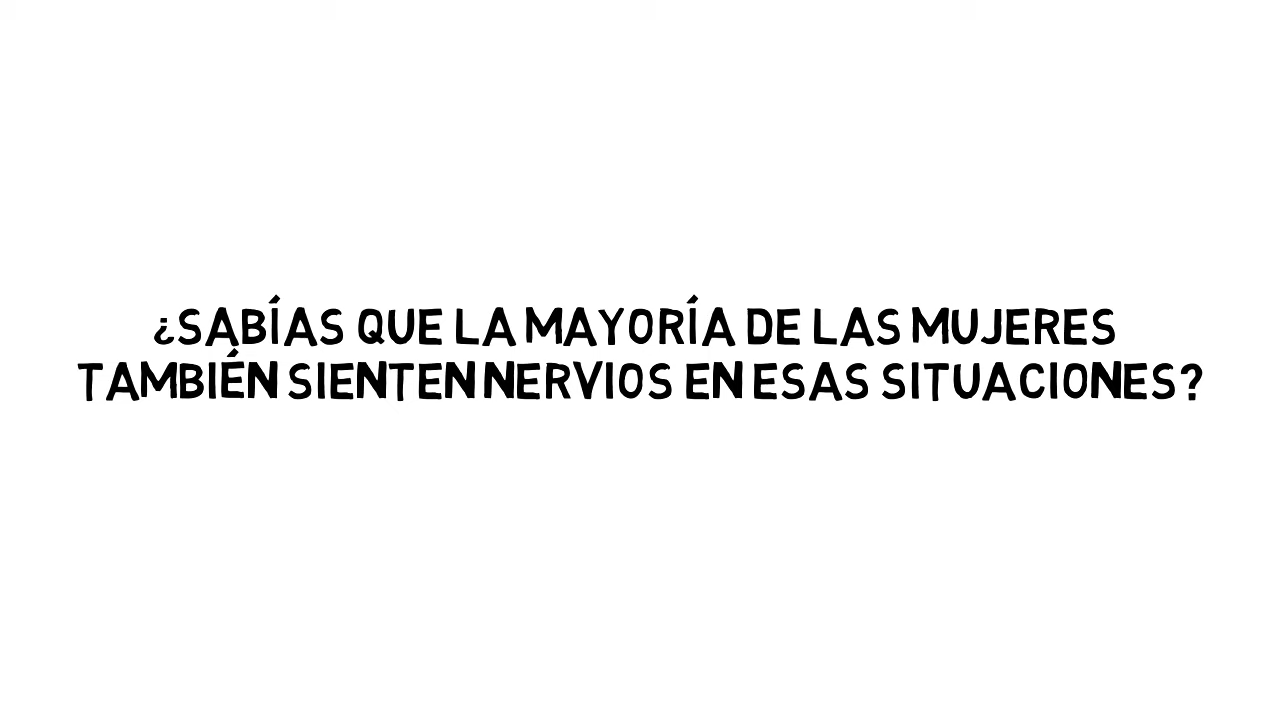 ¿SABÍAS QUE LA MAYORÍA DE LAS MUJERES
TAMBIÉN SIENTEN NERVIOS EN ESAS SITUACIONES?